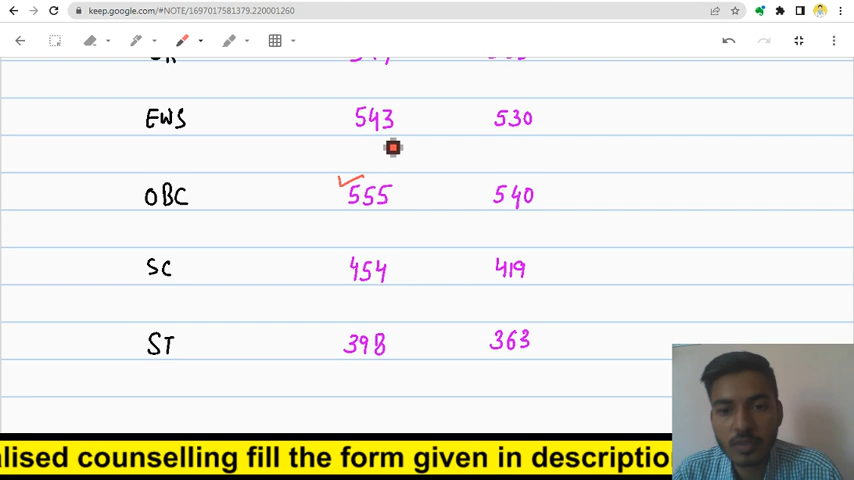 keep.google.com/#NOTE/1697017581379.220001260
EWS 543 530
OBC 555 540
SC 454 419
ST 398 363
alised counselling fill the form given in descriptio